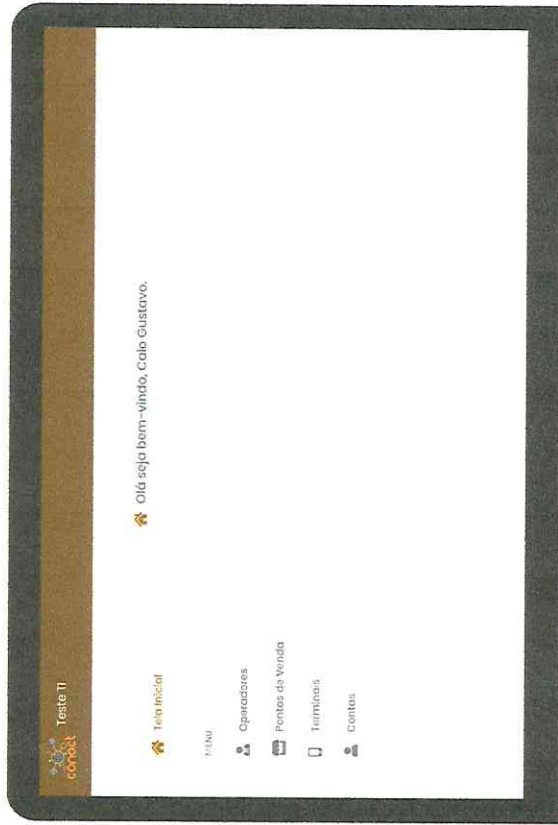 conact
Teste TI
Tela Inicial
Olá seja bem-vindo, Caio Gustavo.
MENU
Operadores
Pontos de Venda
Terminais
Contas